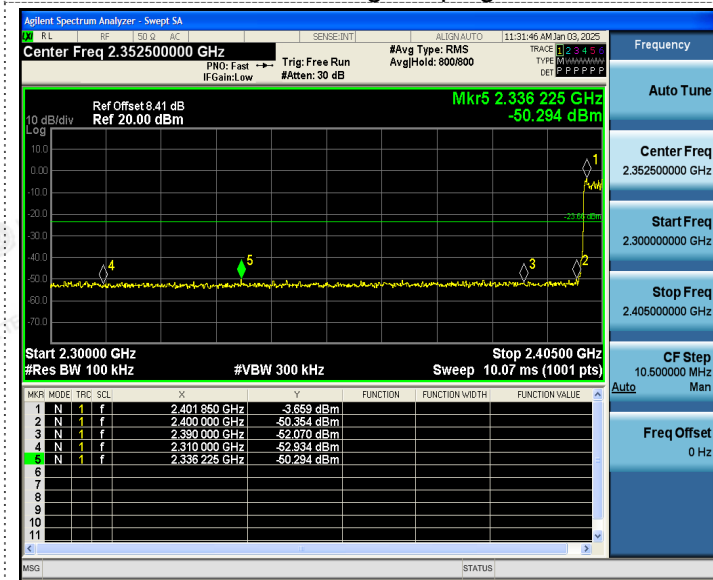 Agilent Spectrum Analyzer - Swept SA
RL RF 50 Ω AC SENSE:INT ALIGN AUTO 11:31:46 AM Jan 03, 2025
Center Freq 2.352500000 GHz
PNO: Fast
IFGain:Low
Trig: Free Run
#Atten: 30 dB
#Avg Type: RMS
Avg|Hold: 800/800
TRACE 1 2 3 4 5 6
TYPE M
DET P P P P P P
Ref Offset 8.41 dB
Ref 20.00 dBm
10 dB/div
Log
Mkr5 2.336 225 GHz
-50.294 dBm
10.0
0.00
-10.0
-20.0
-30.0
-40.0
-50.0
-60.0
-70.0
-23.66 dBm
1
2
3
4
5
Start 2.30000 GHz Stop 2.40500 GHz
#Res BW 100 kHz #VBW 300 kHz Sweep 10.07 ms (1001 pts)
MKR MODE TRC SCL X Y FUNCTION FUNCTION WIDTH FUNCTION VALUE
1 N 1 f 2.401 850 GHz -3.659 dBm
2 N 1 f 2.400 000 GHz -50.354 dBm
3 N 1 f 2.390 000 GHz -52.070 dBm
4 N 1 f 2.310 000 GHz -52.934 dBm
5 N 1 f 2.336 225 GHz -50.294 dBm
6
7
8
9
10
11
MSG STATUS
Frequency
Auto Tune
Center Freq
2.352500000 GHz
Start Freq
2.300000000 GHz
Stop Freq
2.405000000 GHz
CF Step
10.500000 MHz
Auto Man
Freq Offset
0 Hz